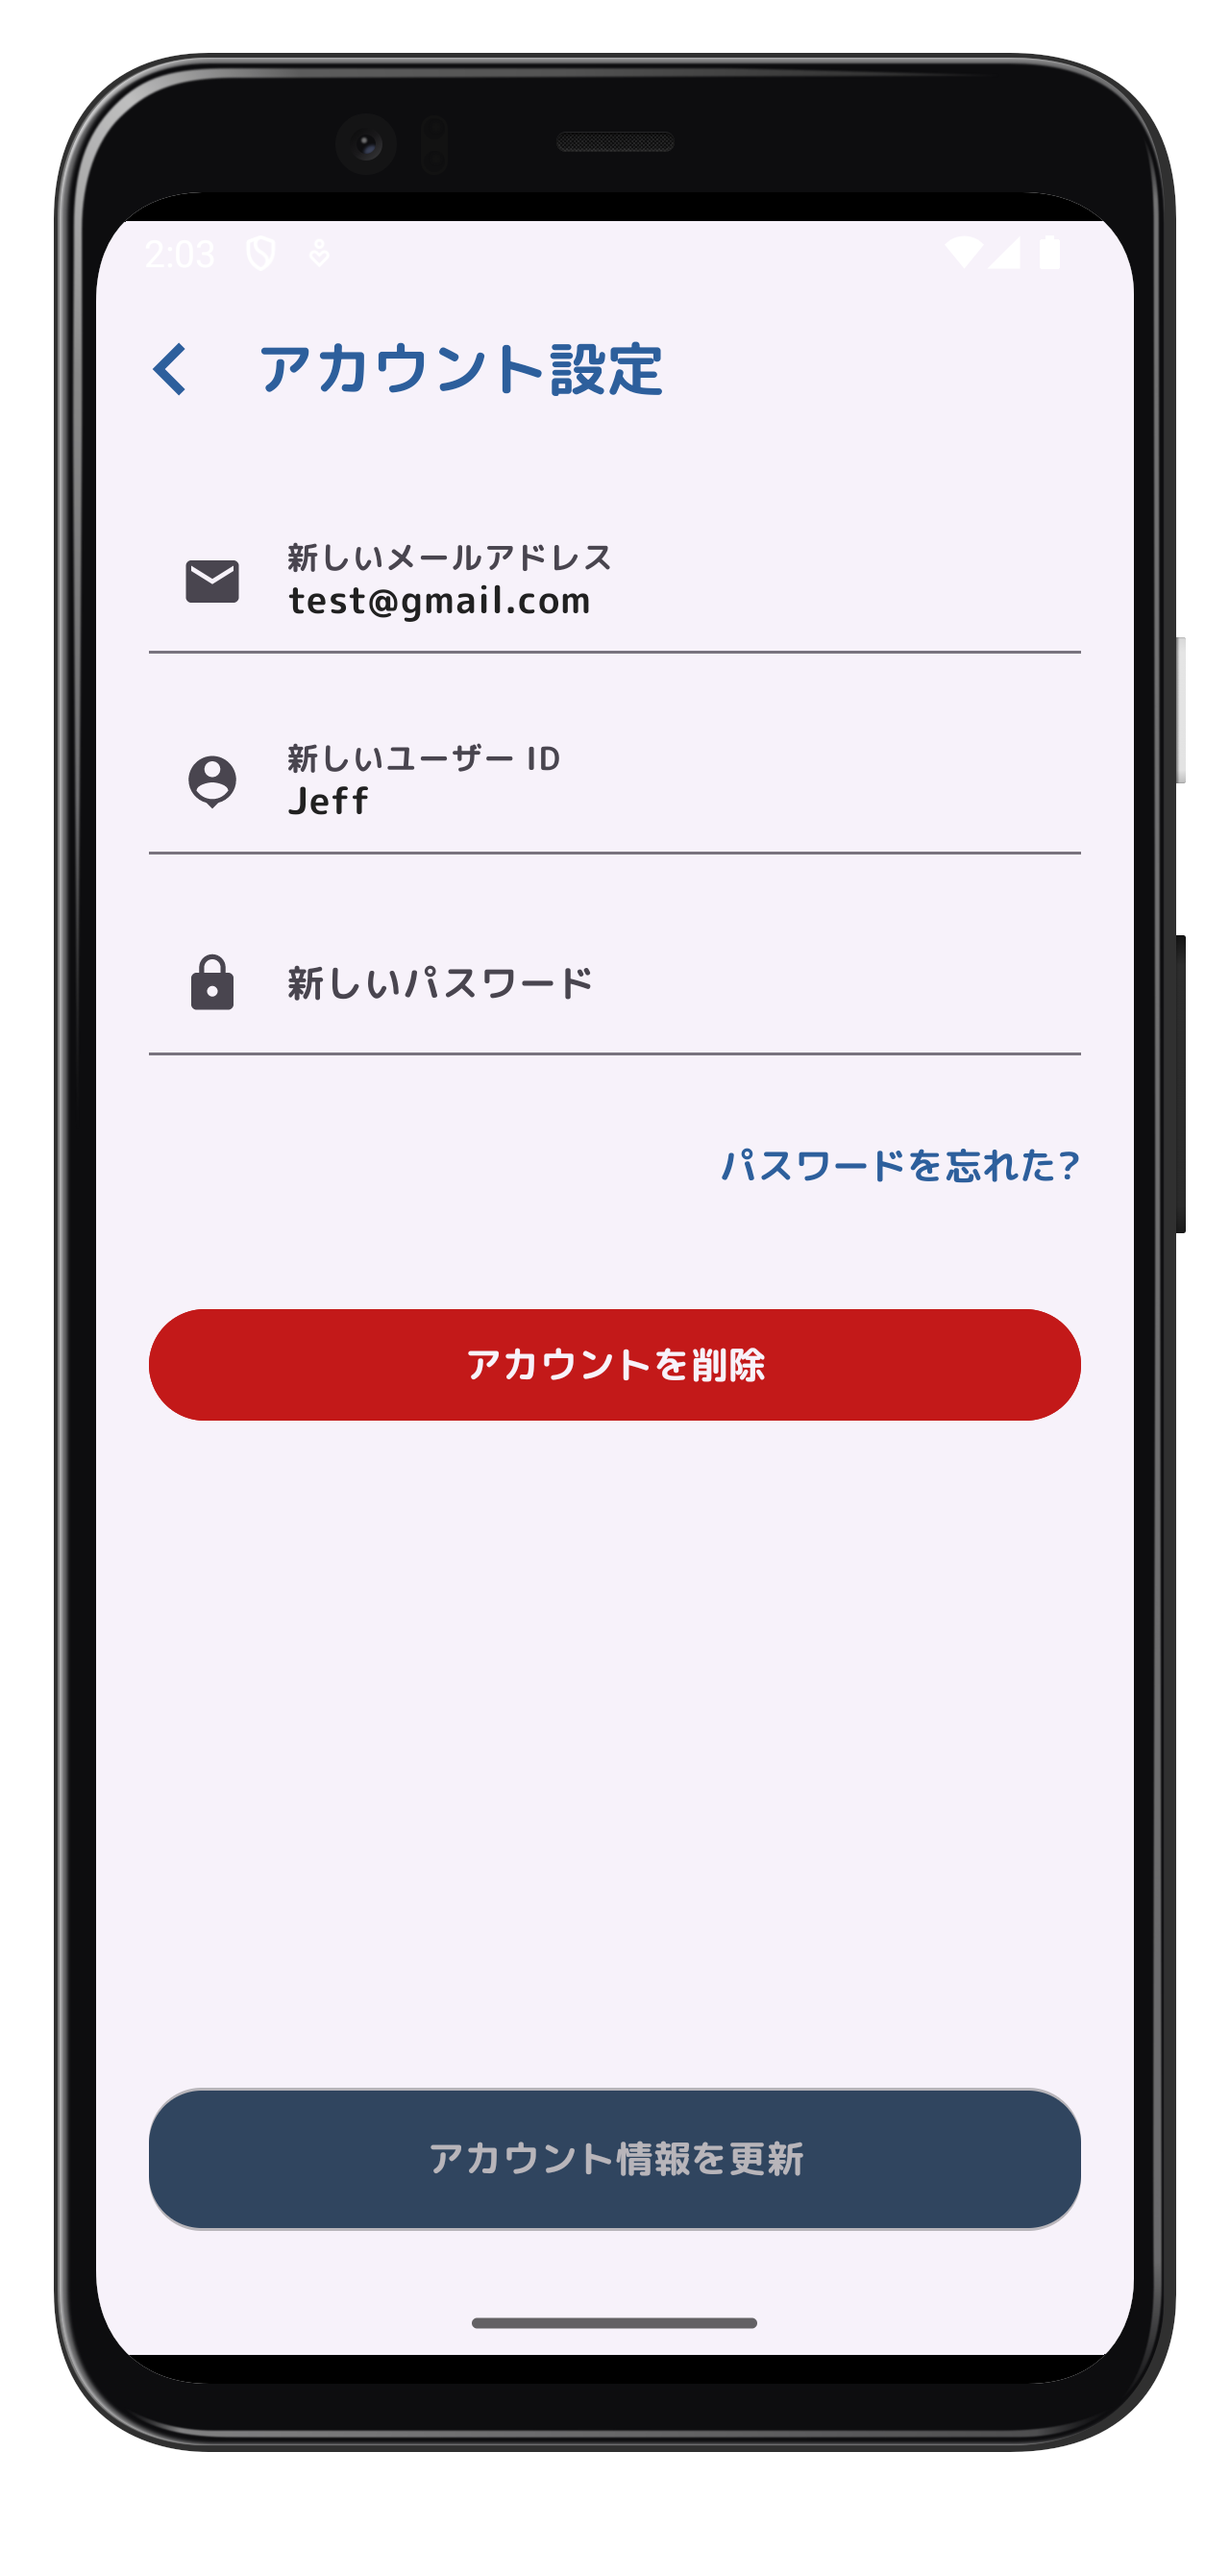 2:03
アカウント設定
新しいメールアドレス
test@gmail.com
新しいユーザー ID
Jeff
新しいパスワード
パスワードを忘れた?
アカウントを削除
アカウント情報を更新